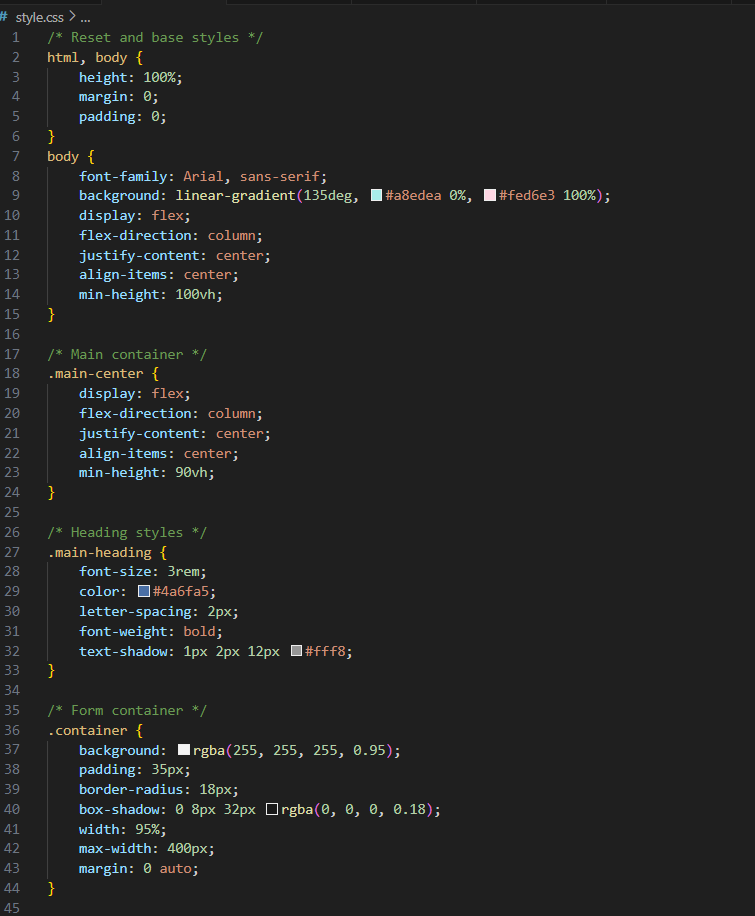 # style.css > ...
1 /* Reset and base styles */
2 html, body {
3     height: 100%;
4     margin: 0;
5     padding: 0;
6 }
7 body {
8     font-family: Arial, sans-serif;
9     background: linear-gradient(135deg, #a8edea 0%, #fed6e3 100%);
10     display: flex;
11     flex-direction: column;
12     justify-content: center;
13     align-items: center;
14     min-height: 100vh;
15 }
16
17 /* Main container */
18 .main-center {
19     display: flex;
20     flex-direction: column;
21     justify-content: center;
22     align-items: center;
23     min-height: 90vh;
24 }
25
26 /* Heading styles */
27 .main-heading {
28     font-size: 3rem;
29     color: #4a6fa5;
30     letter-spacing: 2px;
31     font-weight: bold;
32     text-shadow: 1px 2px 12px #fff8;
33 }
34
35 /* Form container */
36 .container {
37     background: rgba(255, 255, 255, 0.95);
38     padding: 35px;
39     border-radius: 18px;
40     box-shadow: 0 8px 32px rgba(0, 0, 0, 0.18);
41     width: 95%;
42     max-width: 400px;
43     margin: 0 auto;
44 }
45